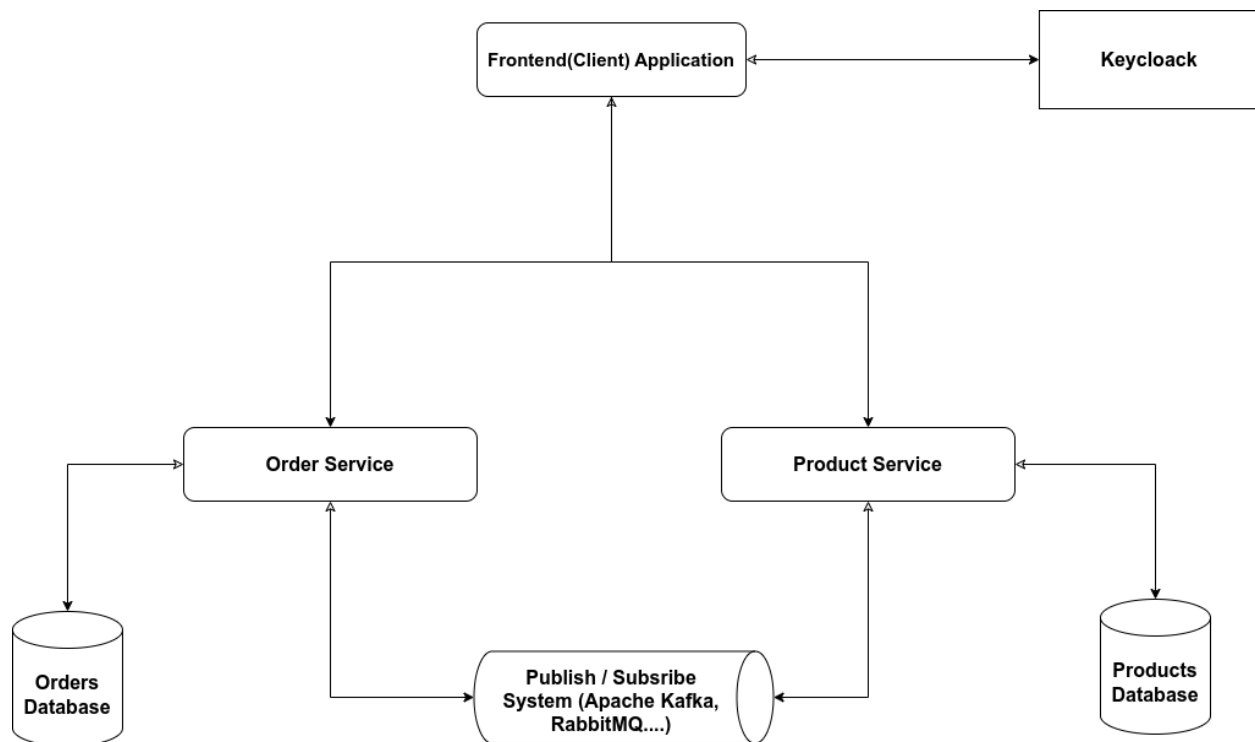 Frontend(Client) Application
Keycloack
Order Service
Product Service
Orders
Database
Publish / Subsribe
System (Apache Kafka,
RabbitMQ....)
Products
Database